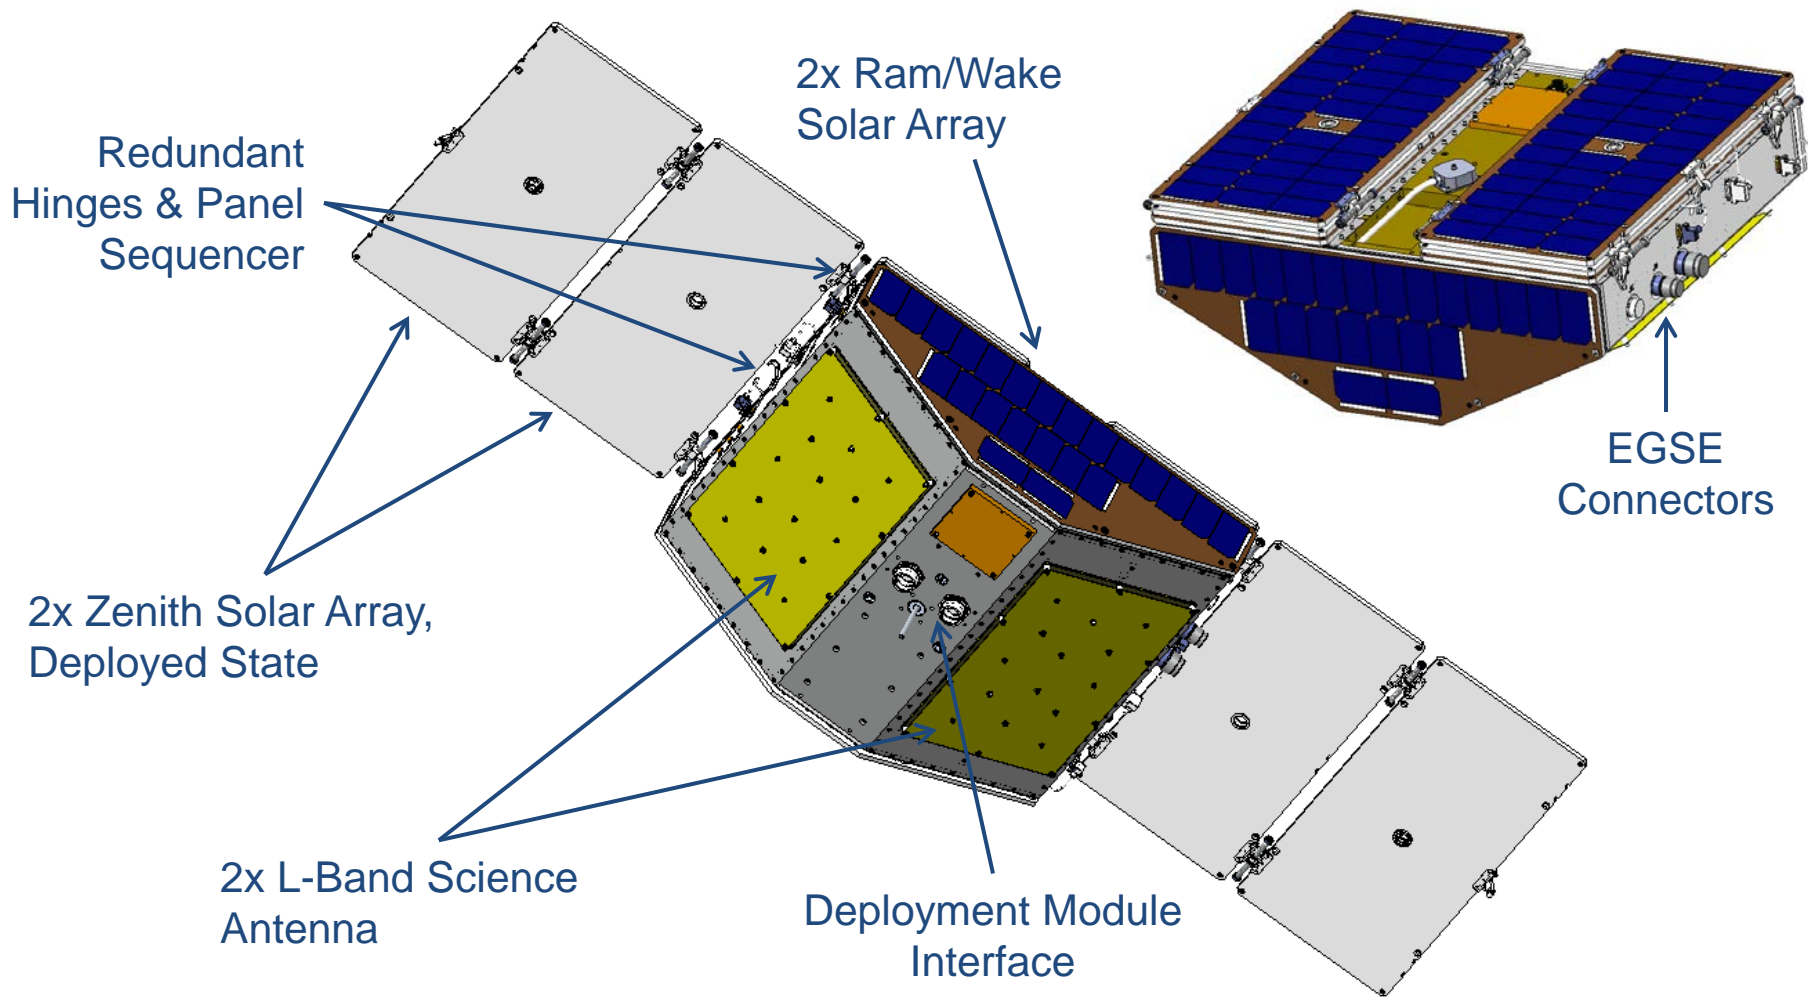 2x Ram/Wake
Solar Array
Redundant
Hinges & Panel
Sequencer
EGSE
Connectors
2x Zenith Solar Array,
Deployed State
2x L-Band Science
Antenna
Deployment Module
Interface